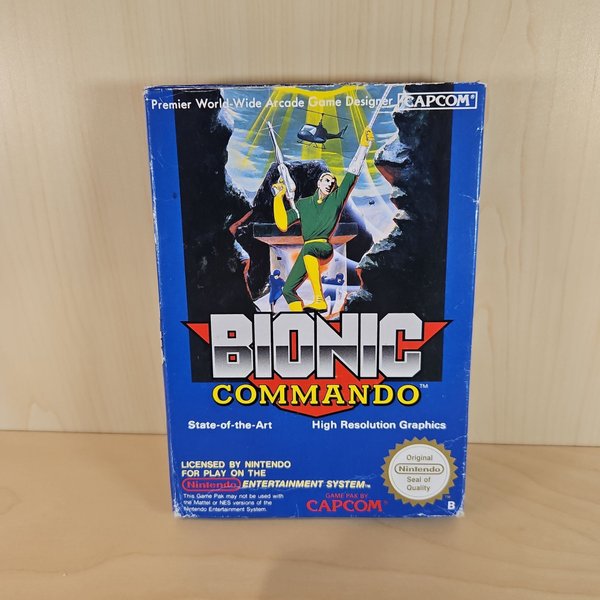 Premier World-Wide Arcade Game Designer CAPCOM®
BIONIC
COMMANDO™
State-of-the-Art High Resolution Graphics
LICENSED BY NINTENDO
FOR PLAY ON THE
Nintendo ENTERTAINMENT SYSTEM™
This Game Pak may not be used with
the Mattel or NES versions of the
Nintendo Entertainment System.
GAME PAK BY
CAPCOM®
Original
Nintendo
Seal of
Quality
B